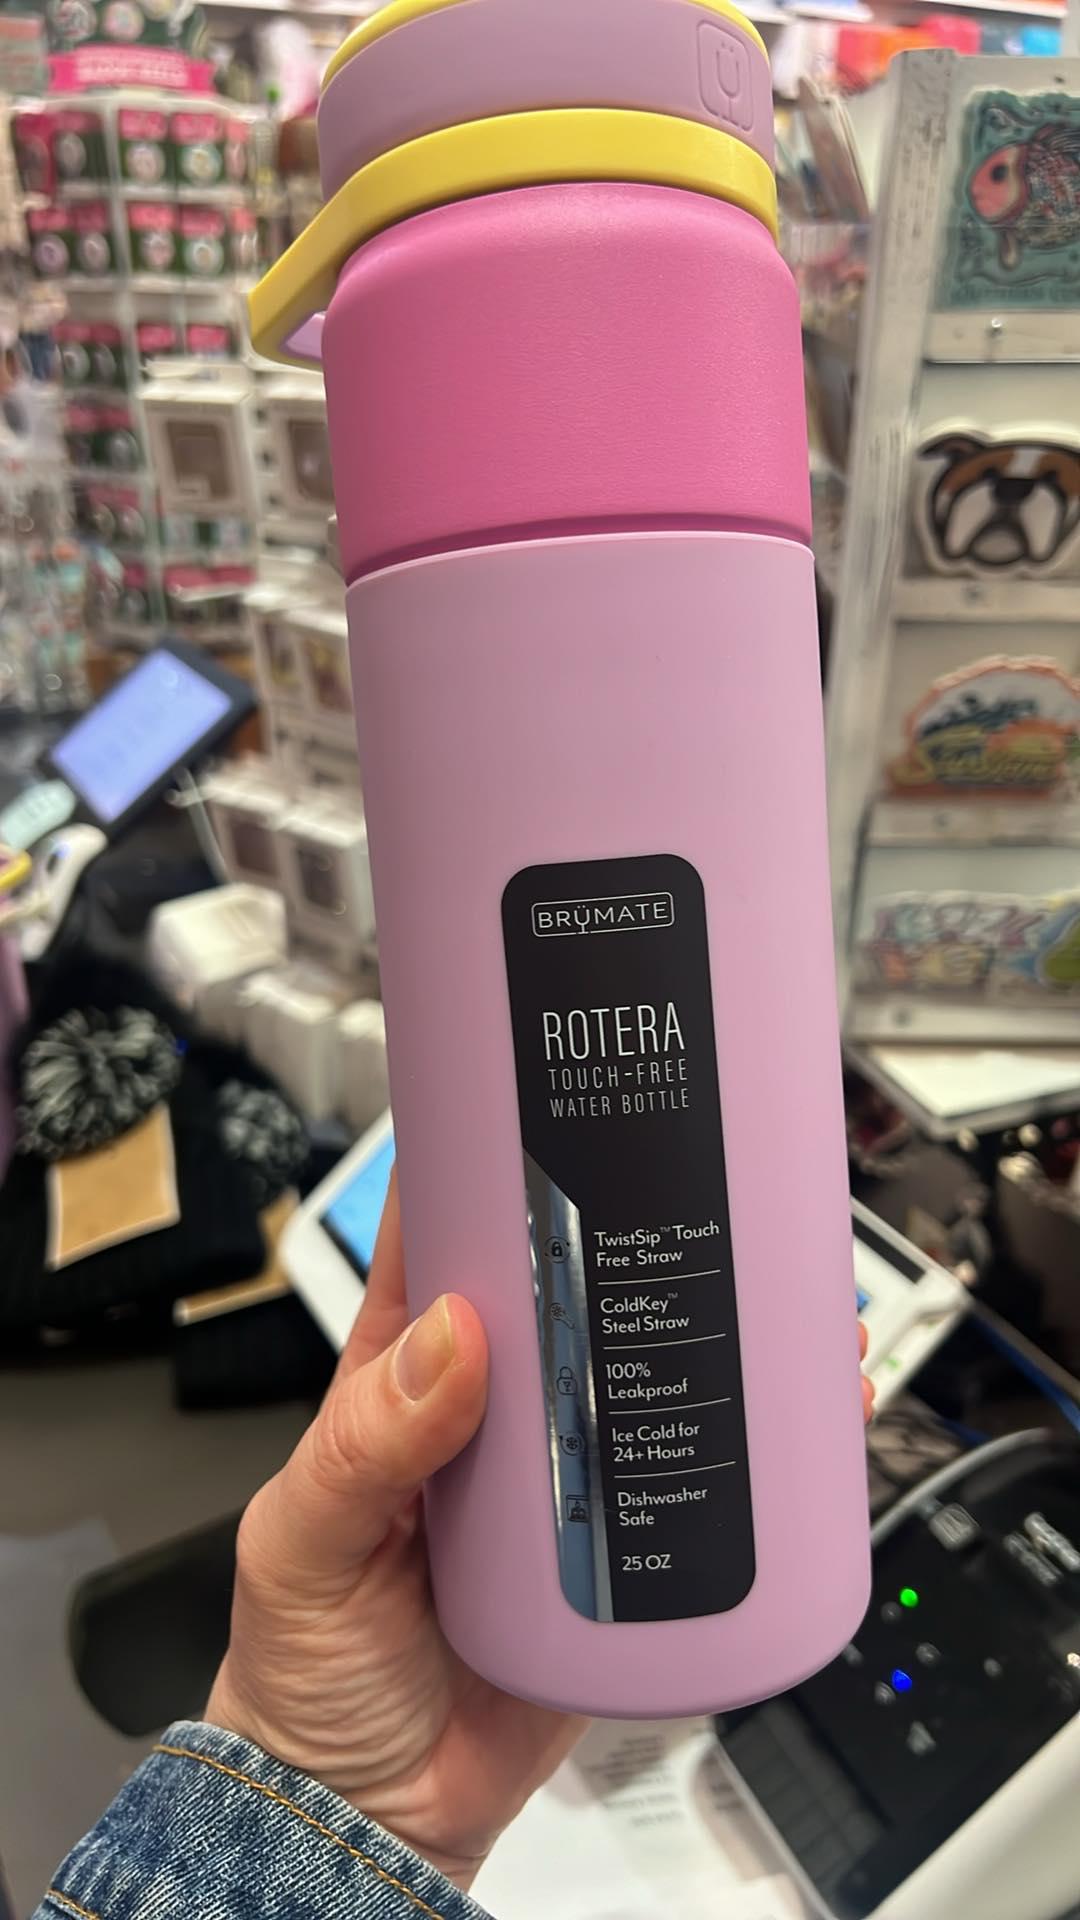 BRÜMATE
ROTERA
TOUCH-FREE
WATER BOTTLE
TwistSip™ Touch
Free Straw
ColdKey™
Steel Straw
100%
Leakproof
Ice Cold for
24+ Hours
Dishwasher
Safe
25 OZ